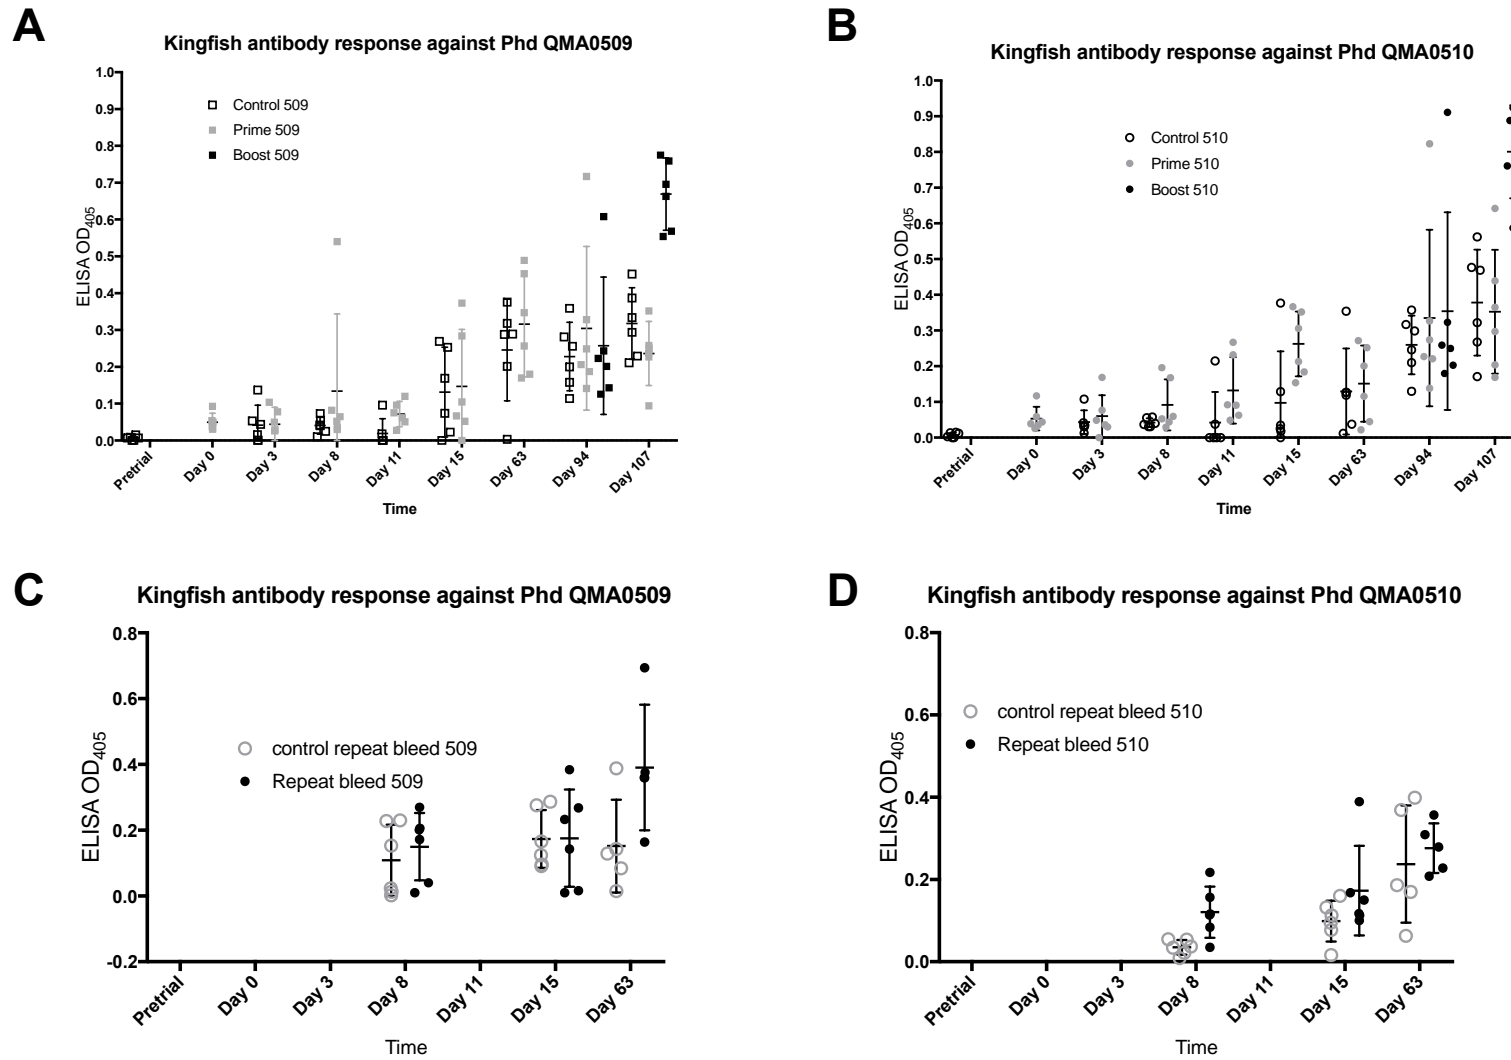 A
Kingfish antibody response against Phd QMA0509
1.0
0.9
0.8
0.7
0.6
0.5
0.4
0.3
0.2
0.1
0.0
ELISA OD405
Control 509
Prime 509
Boost 509
Pretrial
Day 0
Day 3
Day 8
Day 11
Day 15
Day 63
Day 94
Day 107
Time
B
Kingfish antibody response against Phd QMA0510
1.0
0.9
0.8
0.7
0.6
0.5
0.4
0.3
0.2
0.1
0.0
ELISA OD405
Control 510
Prime 510
Boost 510
Pretrial
Day 0
Day 3
Day 8
Day 11
Day 15
Day 63
Day 94
Day 107
Time
C
Kingfish antibody response against Phd QMA0509
0.8
0.6
0.4
0.2
0.0
-0.2
ELISA OD405
control repeat bleed 509
Repeat bleed 509
Pretrial
Day 0
Day 3
Day 8
Day 11
Day 15
Day 63
Time
D
Kingfish antibody response against Phd QMA0510
0.8
0.6
0.4
0.2
0.0
ELISA OD405
control repeat bleed 510
Repeat bleed 510
Pretrial
Day 0
Day 3
Day 8
Day 11
Day 15
Day 63
Time